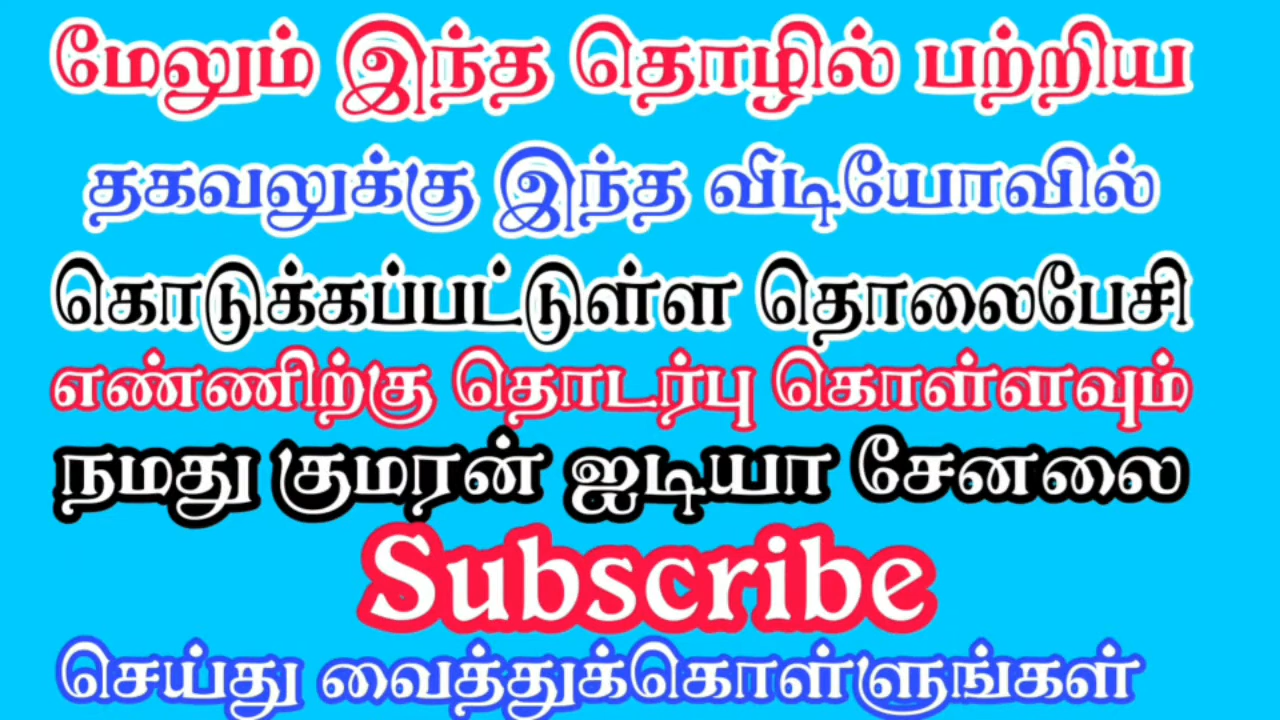 மேலும் இந்த தொழில் பற்றிய
தகவலுக்கு இந்த வீடியோவில்
கொடுக்கப்பட்டுள்ள தொலைபேசி
எண்ணிற்கு தொடர்பு கொள்ளவும்
நமது குமரன் ஐடியா சேனலை
Subscribe
செய்து வைத்துக்கொள்ளுங்கள்